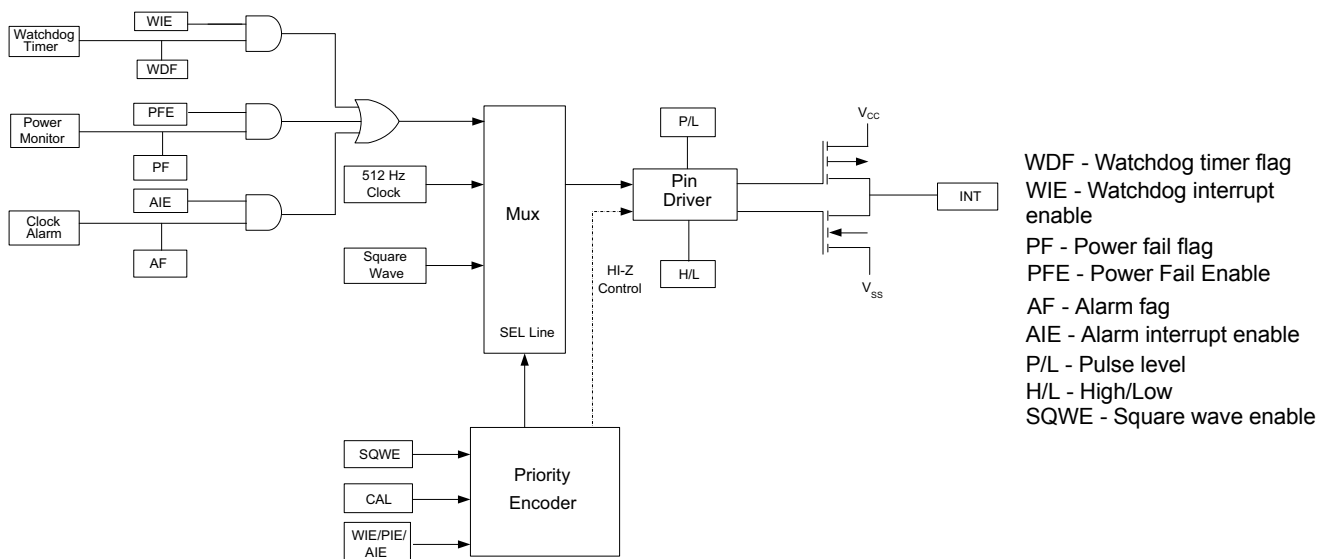 WIE
Watchdog
Timer
WDF
PFE
Power
Monitor
PF
AIE
Clock
Alarm
AF
512 Hz
Clock
Square
Wave
Mux
SEL Line
P/L
Pin
Driver
H/L
HI-Z
Control
VCC
INT
VSS
SQWE
CAL
WIE/PIE/
AIE
Priority
Encoder
WDF - Watchdog timer flag
WIE - Watchdog interrupt
enable
PF - Power fail flag
PFE - Power Fail Enable
AF - Alarm fag
AIE - Alarm interrupt enable
P/L - Pulse level
H/L - High/Low
SQWE - Square wave enable